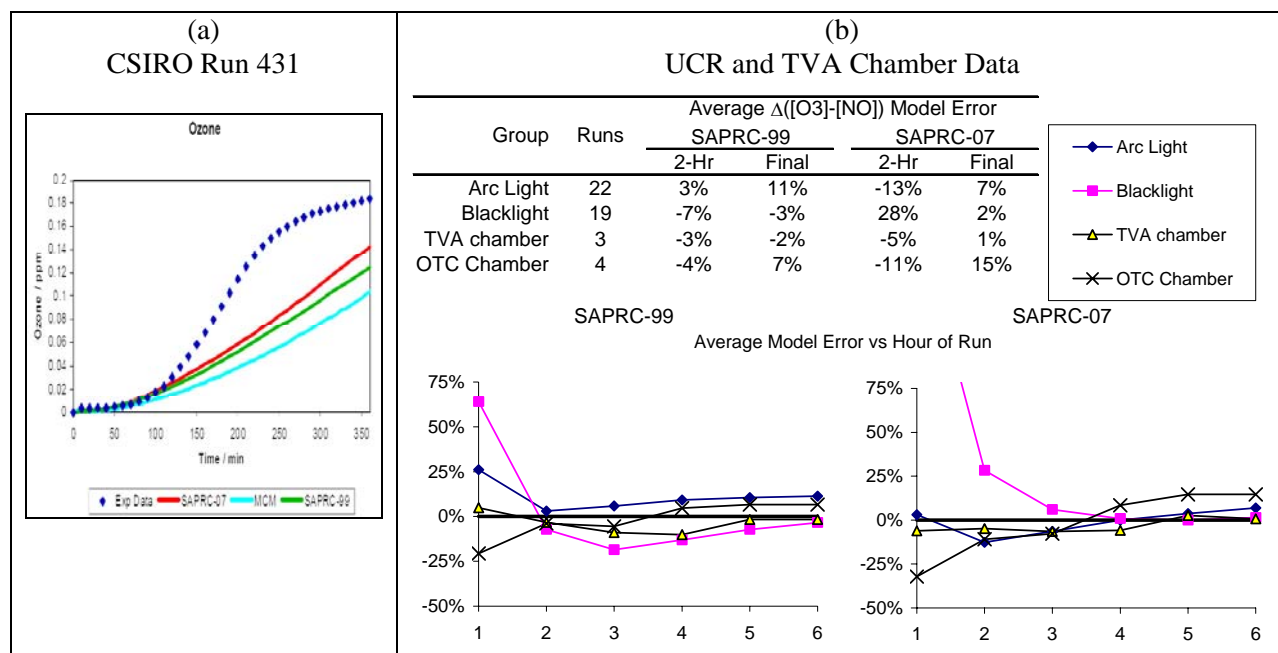 (a)
CSIRO Run 431
Ozone
0.2
0.18
0.16
0.14
0.12
0.1
0.08
0.06
0.04
0.02
0
Ozone / ppm
0 50 100 150 200 250 300 350
Time / min
Exp Data SAPRC-07 MCM SAPRC-99
(b)
UCR and TVA Chamber Data
Average Δ([O3]-[NO]) Model Error
Group Runs SAPRC-99 SAPRC-07
2-Hr Final 2-Hr Final
Arc Light 22 3% 11% -13% 7%
Blacklight 19 -7% -3% 28% 2%
TVA chamber 3 -3% -2% -5% 1%
OTC Chamber 4 -4% 7% -11% 15%
Arc Light
Blacklight
TVA chamber
OTC Chamber
SAPRC-99 SAPRC-07
Average Model Error vs Hour of Run
75%
50%
25%
0%
-25%
-50%
1 2 3 4 5 6
75%
50%
25%
0%
-25%
-50%
1 2 3 4 5 6